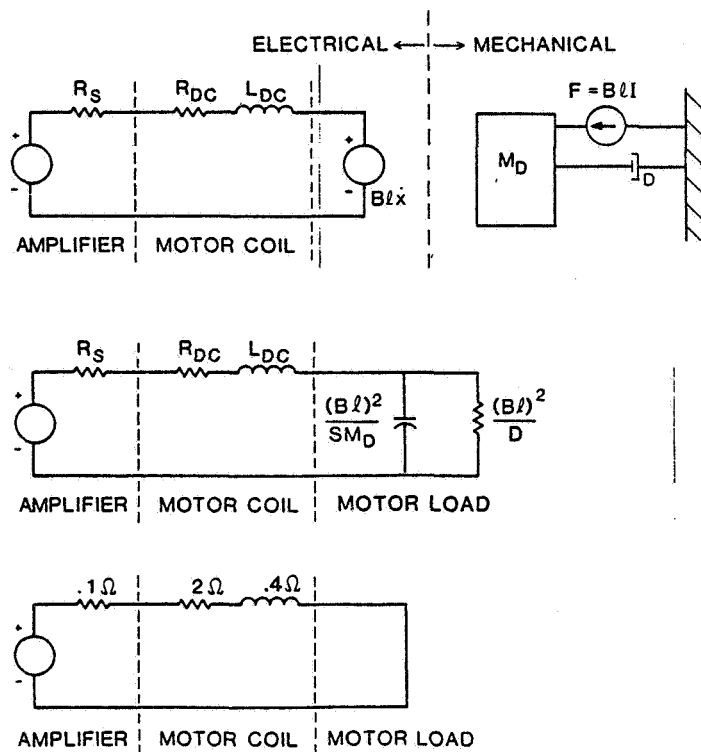 ELECTRICAL ←→ MECHANICAL
R_S R_DC L_DC
F = BℓI
+
+
M_D
D
-
-
Bℓẋ
AMPLIFIER MOTOR COIL
R_S R_DC L_DC
+
(Bℓ)²
SM_D
(Bℓ)²
D
-
AMPLIFIER MOTOR COIL MOTOR LOAD
.1Ω 2Ω .4Ω
+
-
AMPLIFIER MOTOR COIL MOTOR LOAD